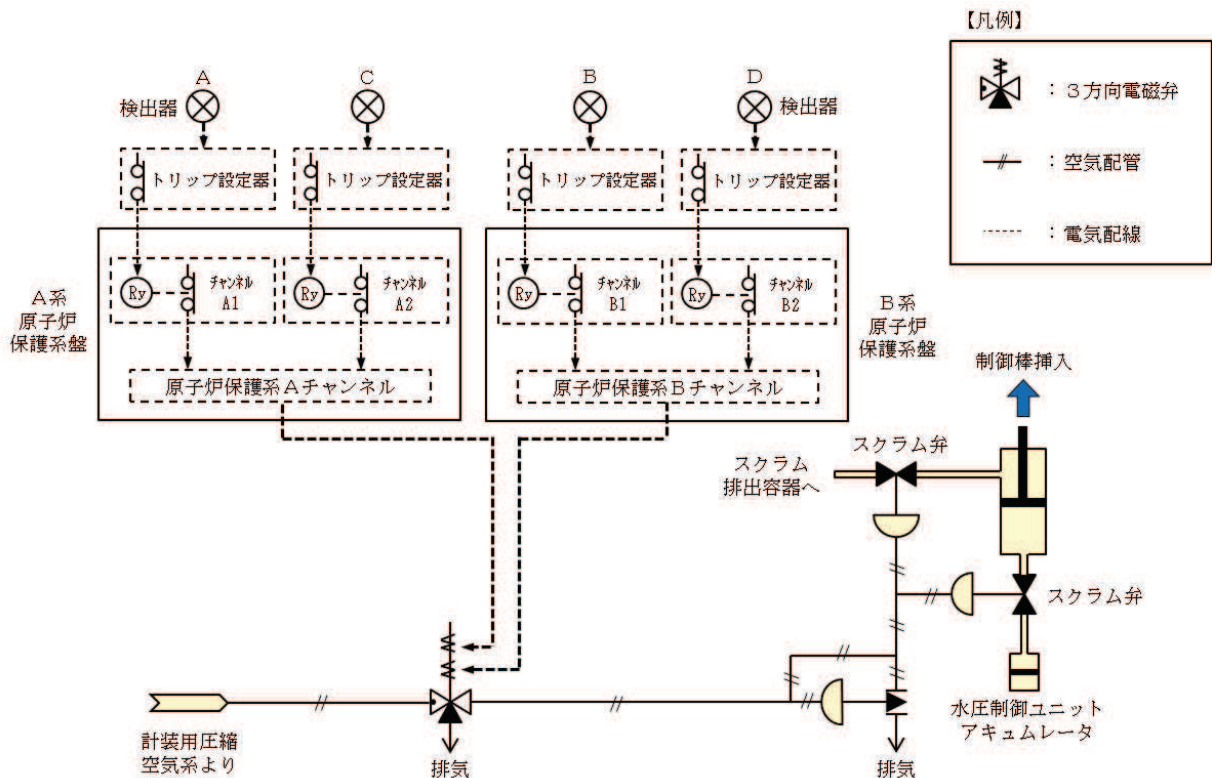 【凡例】
：３方向電磁弁
：空気配管
：電気配線
A
C
B
D
検出器
検出器
トリップ設定器
トリップ設定器
トリップ設定器
トリップ設定器
Ry
チャンネル
A1
Ry
チャンネル
A2
Ry
チャンネル
B1
Ry
チャンネル
B2
A系
原子炉
保護系盤
B系
原子炉
保護系盤
原子炉保護系Aチャンネル
原子炉保護系Bチャンネル
制御棒挿入
スクラム弁
スクラム
排出容器へ
スクラム弁
水圧制御ユニット
アキュムレータ
計装用圧縮
空気系より
排気
排気